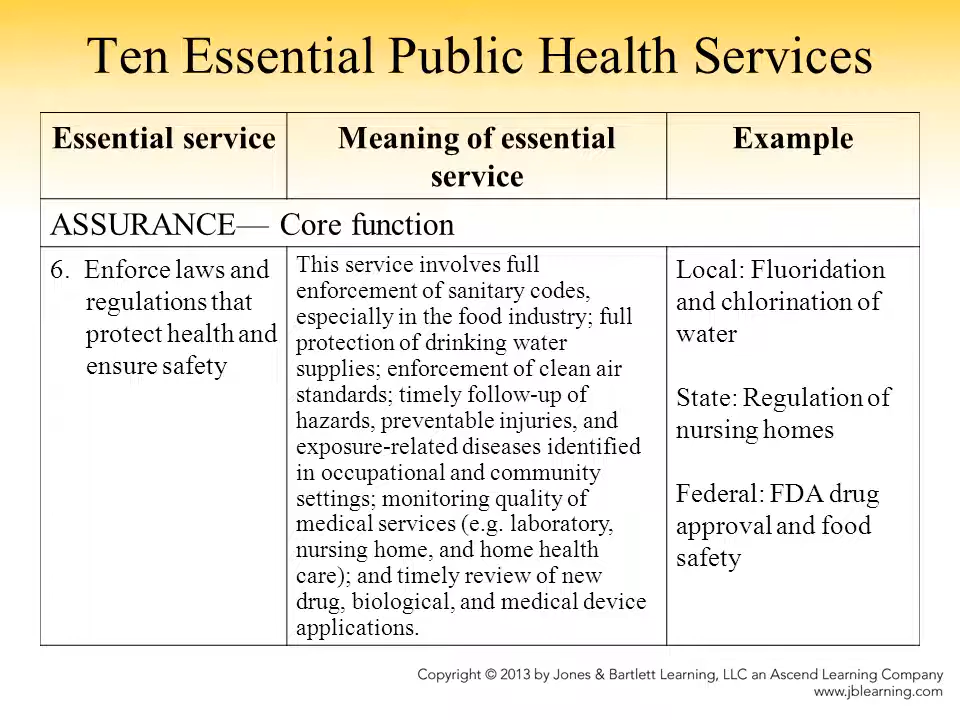 Ten Essential Public Health Services
Essential service
Meaning of essential
service
Example
ASSURANCE— Core function
6. Enforce laws and
regulations that
protect health and
ensure safety
This service involves full
enforcement of sanitary codes,
especially in the food industry; full
protection of drinking water
supplies; enforcement of clean air
standards; timely follow-up of
hazards, preventable injuries, and
exposure-related diseases identified
in occupational and community
settings; monitoring quality of
medical services (e.g. laboratory,
nursing home, and home health
care); and timely review of new
drug, biological, and medical device
applications.
Local: Fluoridation
and chlorination of
water
State: Regulation of
nursing homes
Federal: FDA drug
approval and food
safety
Copyright © 2013 by Jones & Bartlett Learning, LLC an Ascend Learning Company
www.jblearning.com